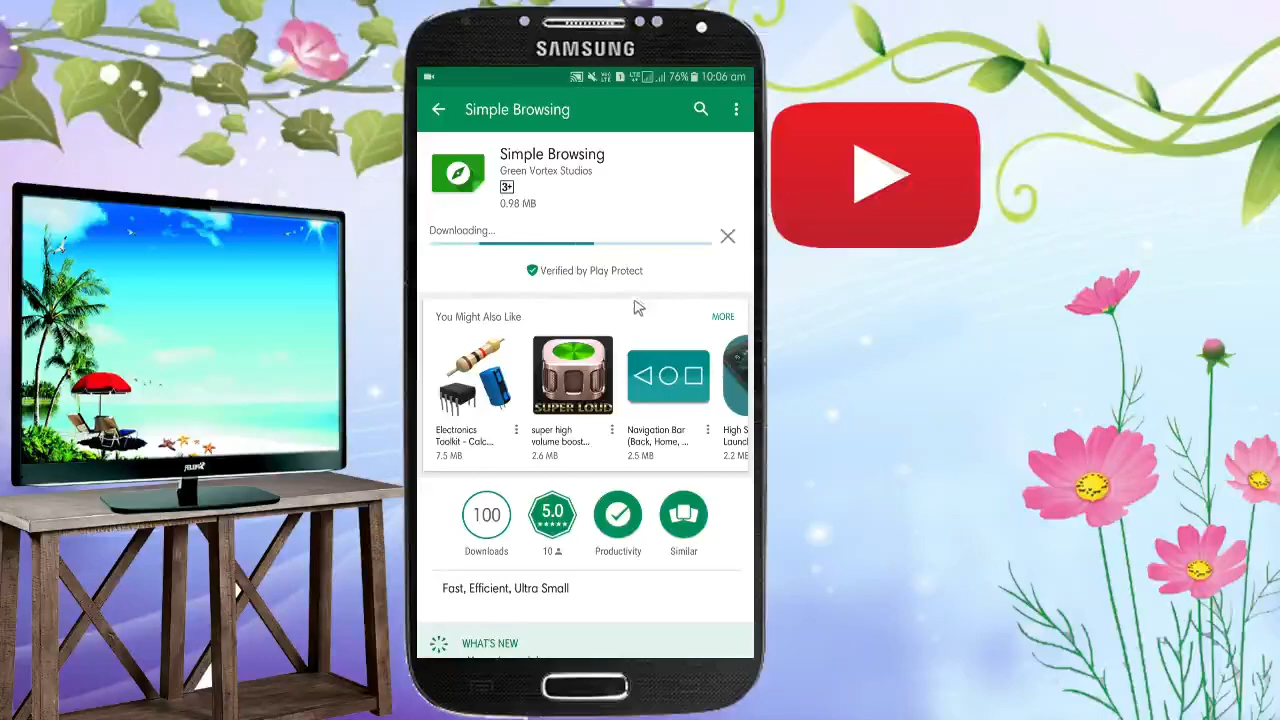 SAMSUNG
76% 10:06 am
Simple Browsing
Simple Browsing
Green Vortex Studios
3+
0.98 MB
Downloading...
Verified by Play Protect
You Might Also Like
MORE
SUPER LOUD
Electronics
Toolkit - Calc...
7.5 MB
super high
volume boost...
2.6 MB
Navigation Bar
(Back, Home, ...
2.5 MB
High S
Launc
2.2 MB
100
Downloads
5.0
10
Productivity
Similar
Fast, Efficient, Ultra Small
WHAT'S NEW